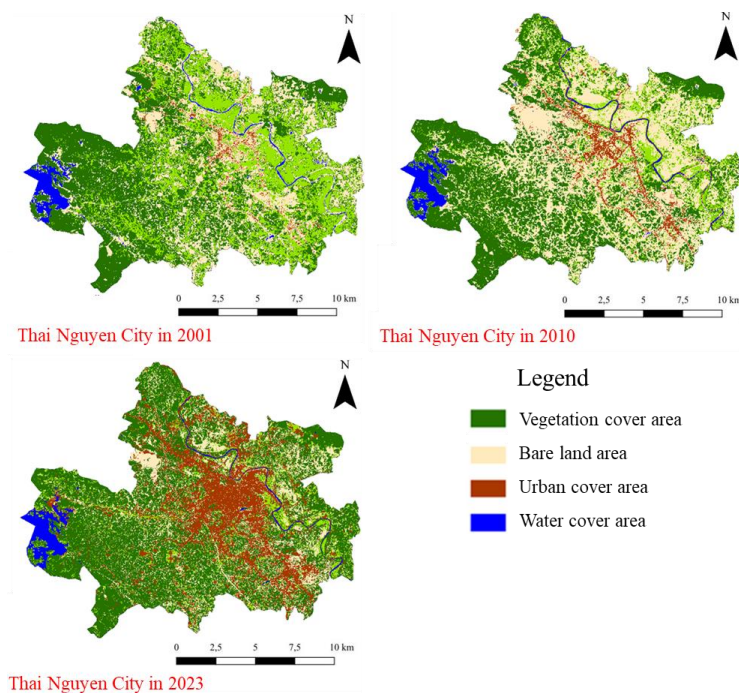 N
0 2,5 5 7,5 10 km
Thai Nguyen City in 2001
N
0 2,5 5 7,5 10 km
Thai Nguyen City in 2010
N
0 2,5 5 7,5 10 km
Thai Nguyen City in 2023
Legend
Vegetation cover area
Bare land area
Urban cover area
Water cover area